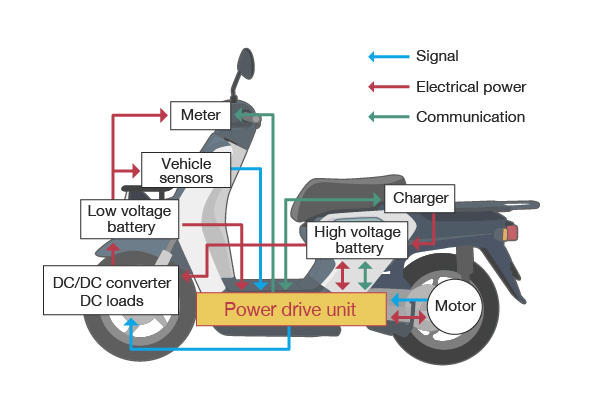 Signal
Electrical power
Communication
Meter
Vehicle
sensors
Charger
Low voltage
battery
High voltage
battery
DC/DC converter
DC loads
Power drive unit
Motor